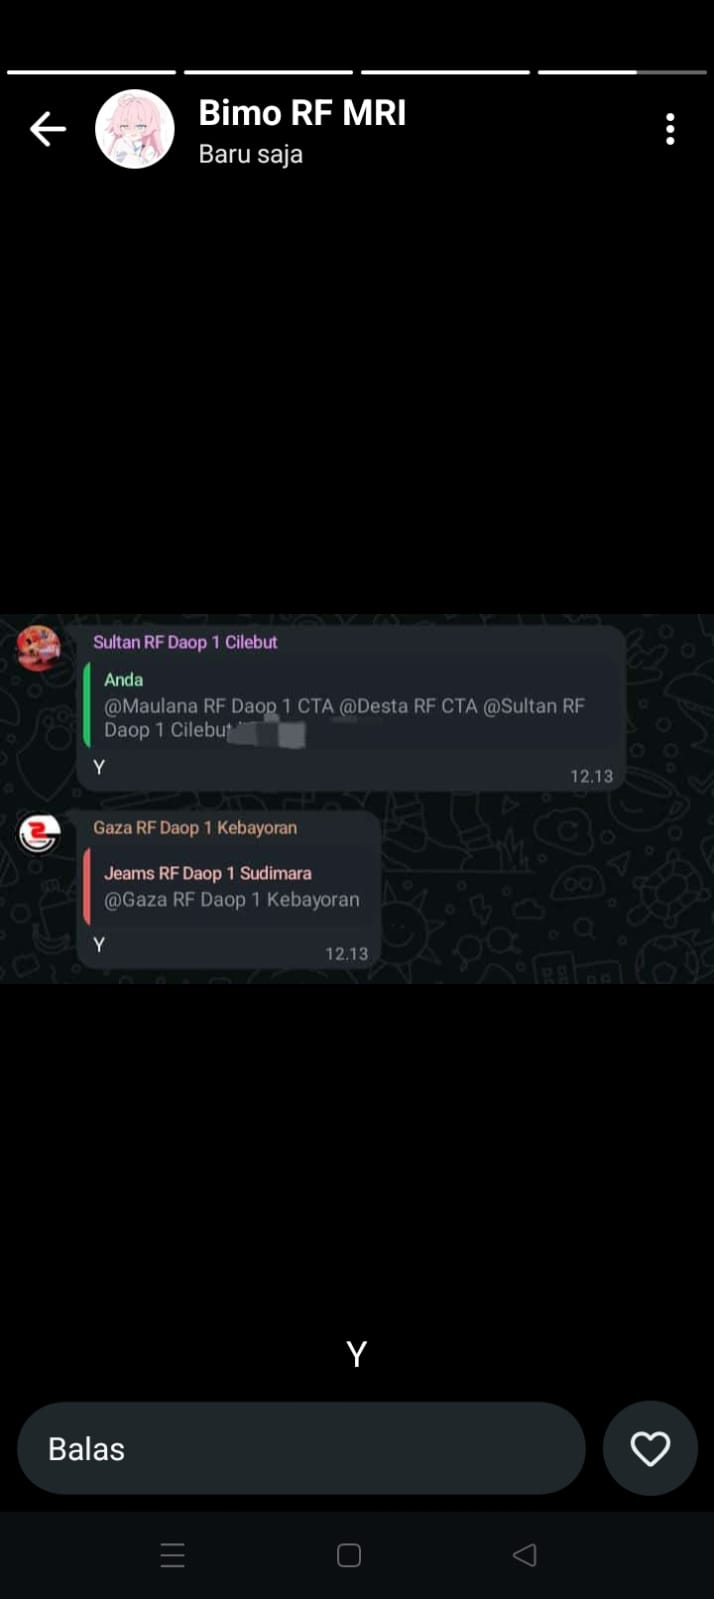 Bimo RF MRI
Baru saja
Sultan RF Daop 1 Cilebut
Anda
@Maulana RF Daop 1 CTA @Desta RF CTA @Sultan RF
Daop 1 Cilebut
Y
12.13
Gaza RF Daop 1 Kebayoran
Jeams RF Daop 1 Sudimara
@Gaza RF Daop 1 Kebayoran
Y
12.13
Y
Balas